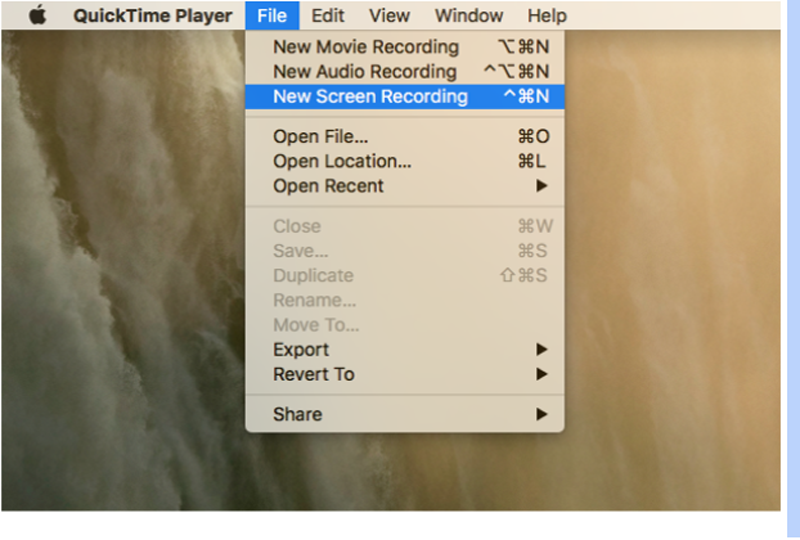 QuickTime Player File Edit View Window Help
New Movie Recording ⌥⌘N
New Audio Recording ^⌥⌘N
New Screen Recording ^⌘N
Open File... ⌘O
Open Location... ⌘L
Open Recent ▶
Close ⌘W
Save... ⌘S
Duplicate ⇧⌘S
Rename...
Move To...
Export ▶
Revert To ▶
Share ▶